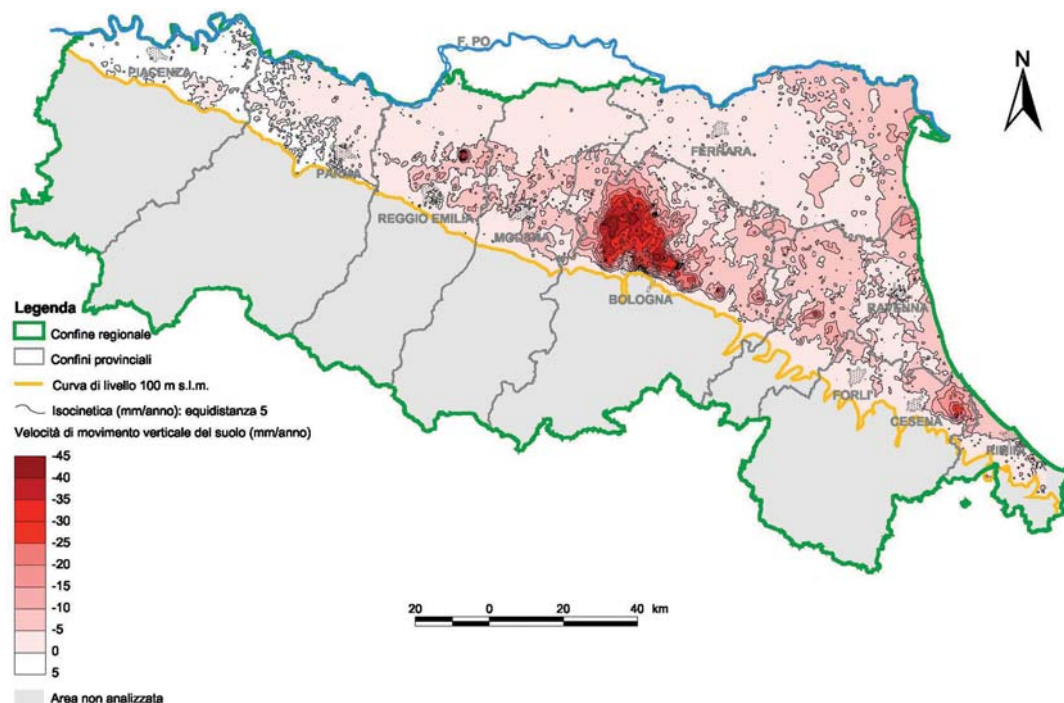 F. PO
N
PIACENZA
FERRARA
PARMA
REGGIO EMILIA
MODENA
BOLOGNA
RAVENNA
FORLI'
CESENA
RIMINI
Legenda
Confine regionale
Confini provinciali
Curva di livello 100 m s.l.m.
Isocinetica (mm/anno): equidistanza 5
Velocità di movimento verticale del suolo (mm/anno)
-45
-40
-35
-30
-25
-20
-15
-10
-5
0
5
Area non analizzata
20 0 20 40 km